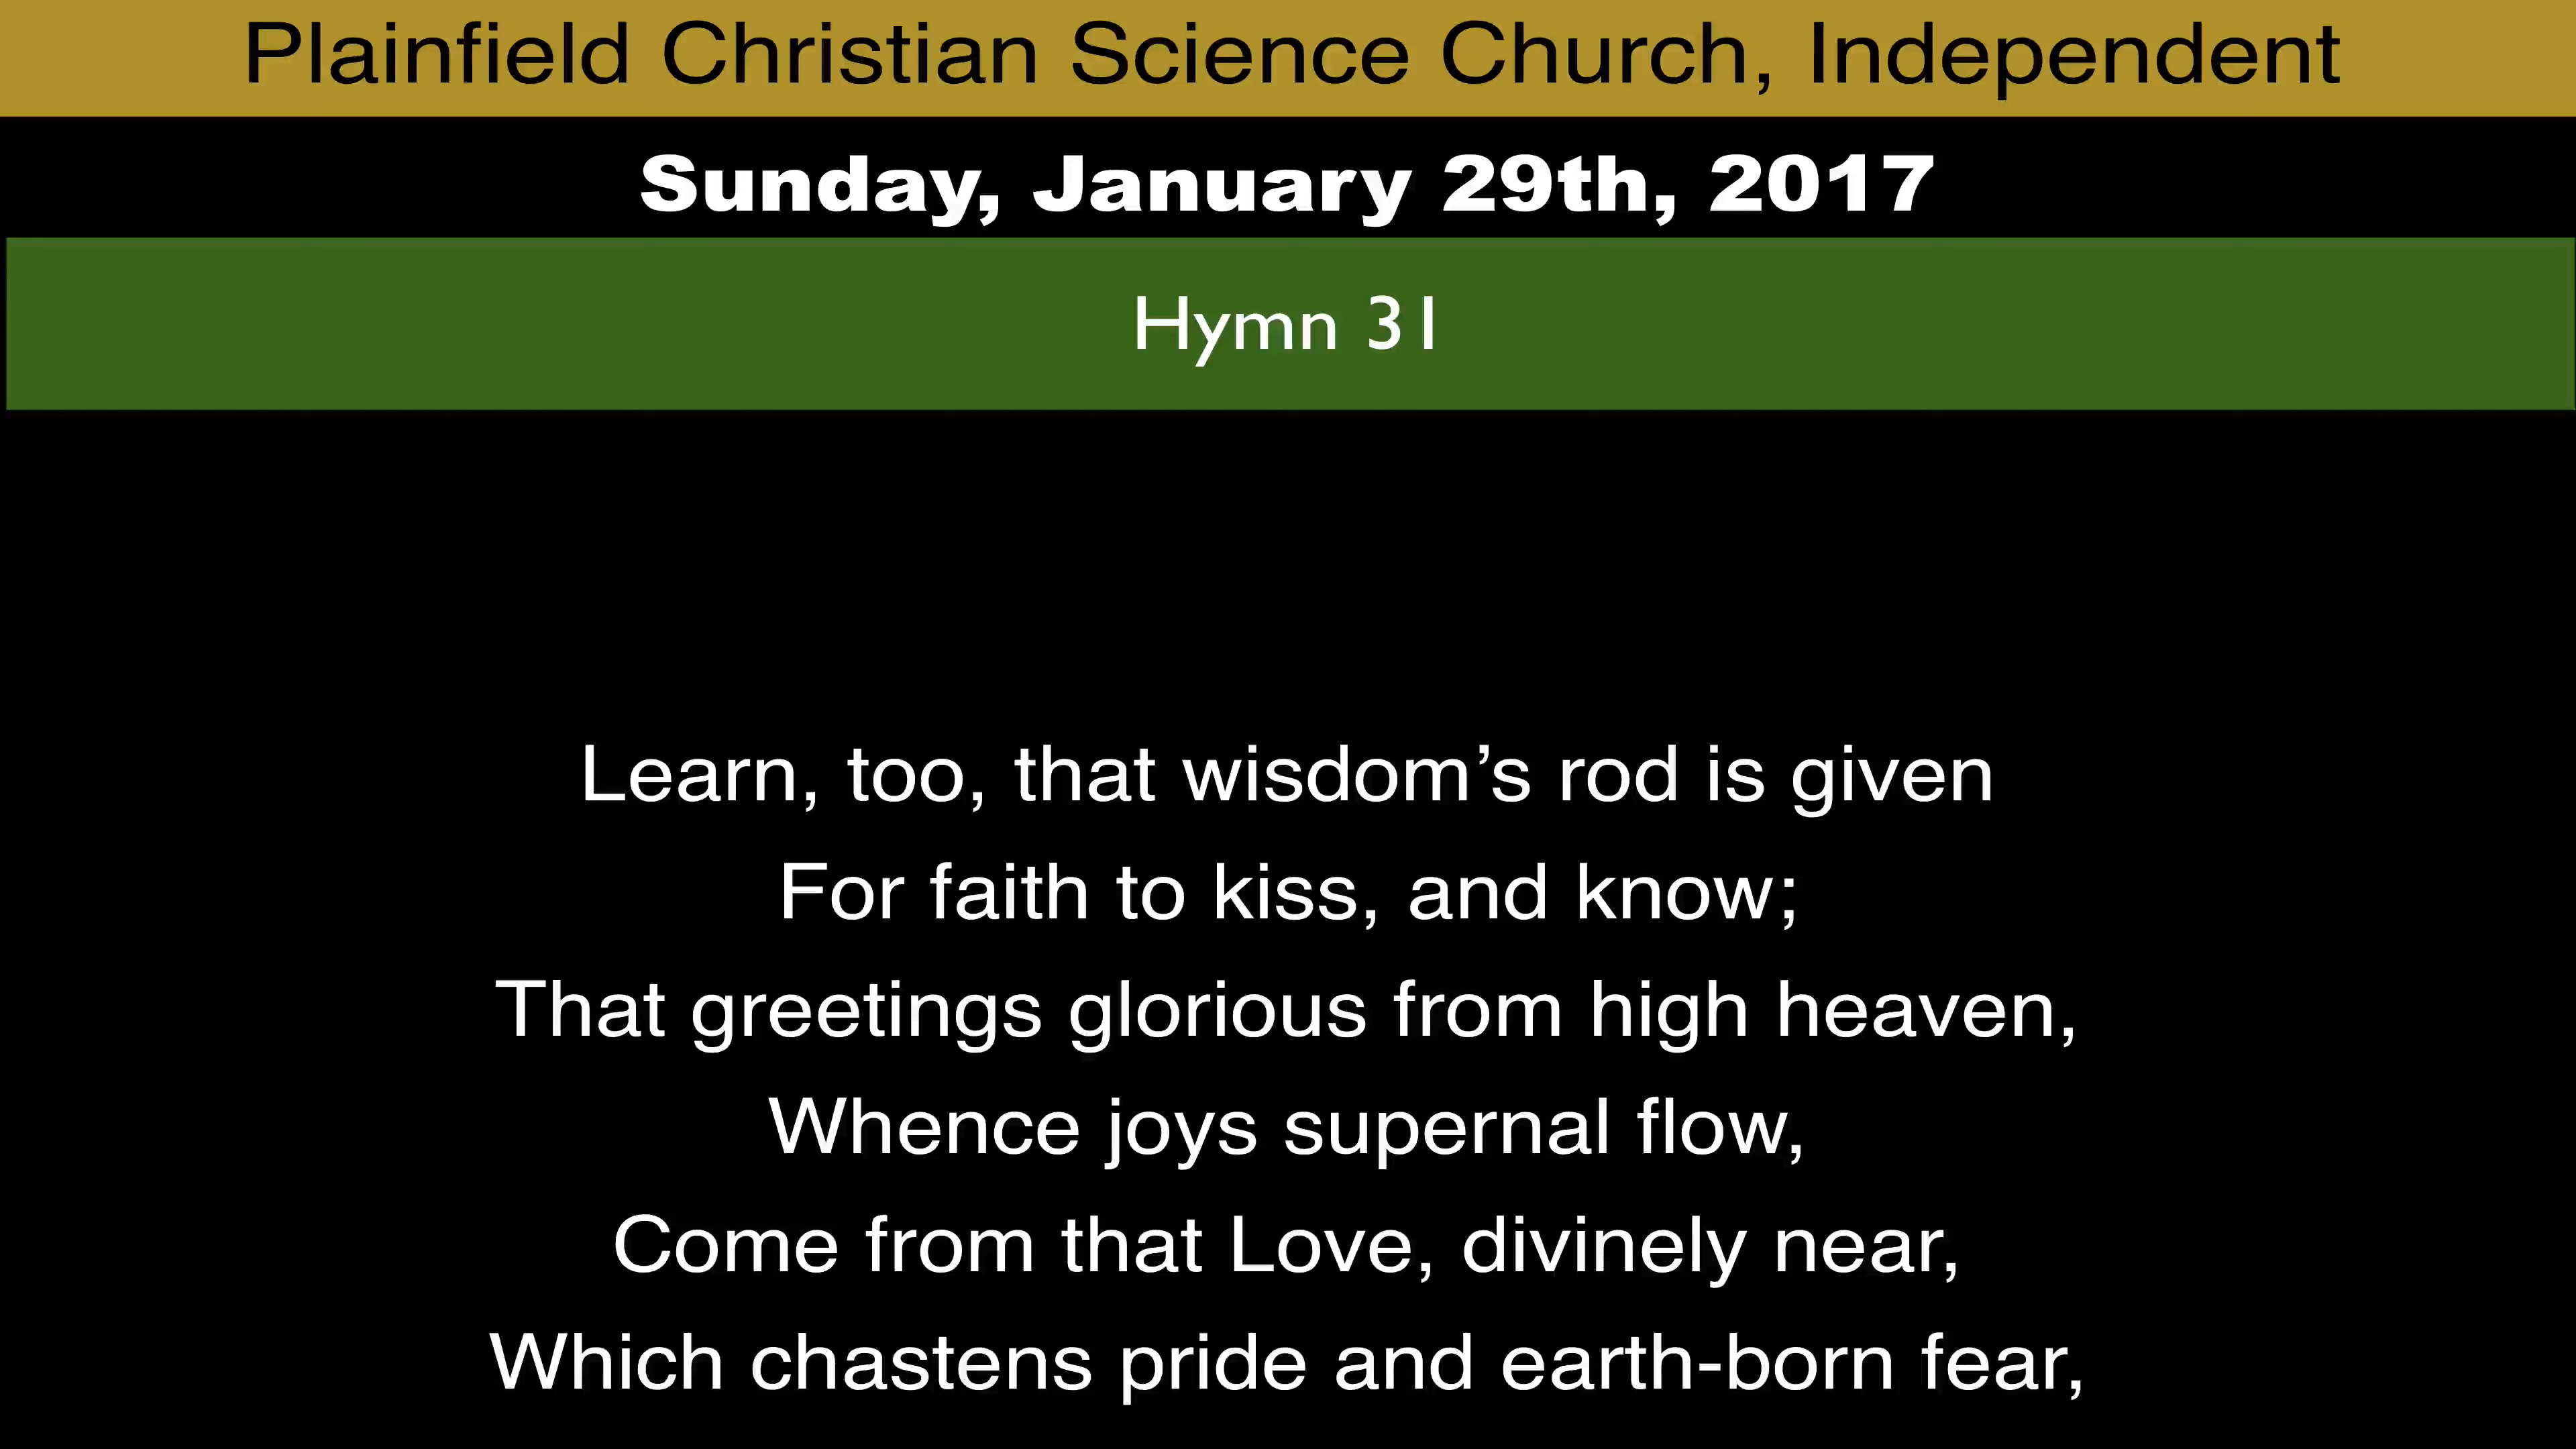 Plainfield Christian Science Church, Independent
Sunday, January 29th, 2017
Hymn 31
Learn, too, that wisdom’s rod is given
For faith to kiss, and know;
That greetings glorious from high heaven,
Whence joys supernal flow,
Come from that Love, divinely near,
Which chastens pride and earth-born fear,